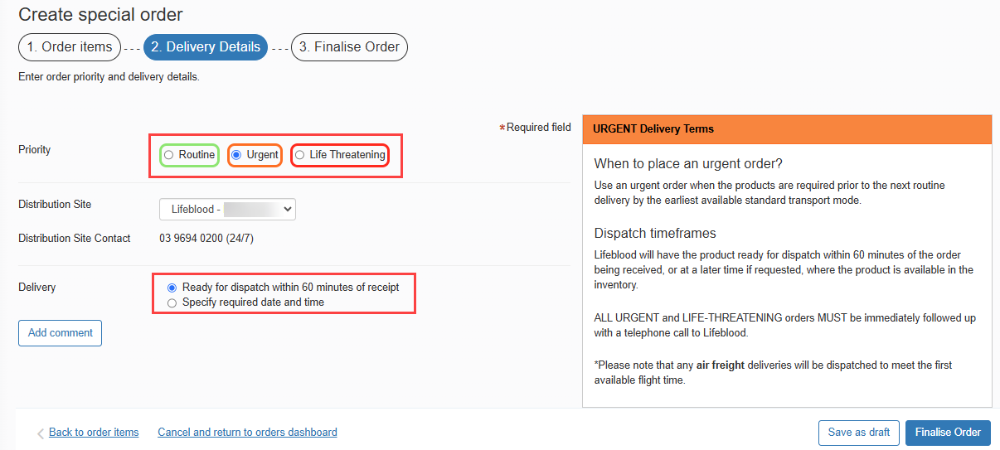 Create special order
1. Order items --- 2. Delivery Details --- 3. Finalise Order
Enter order priority and delivery details.
*Required field
Priority
Routine Urgent Life Threatening
Distribution Site
Lifeblood -
Distribution Site Contact 03 9694 0200 (24/7)
Delivery
Ready for dispatch within 60 minutes of receipt
Specify required date and time
Add comment
URGENT Delivery Terms
When to place an urgent order?
Use an urgent order when the products are required prior to the next routine
delivery by the earliest available standard transport mode.
Dispatch timeframes
Lifeblood will have the product ready for dispatch within 60 minutes of the order
being received, or at a later time if requested, where the product is available in the
inventory.
ALL URGENT and LIFE-THREATENING orders MUST be immediately followed up
with a telephone call to Lifeblood.
*Please note that any air freight deliveries will be dispatched to meet the first
available flight time.
Back to order items Cancel and return to orders dashboard Save as draft Finalise Order